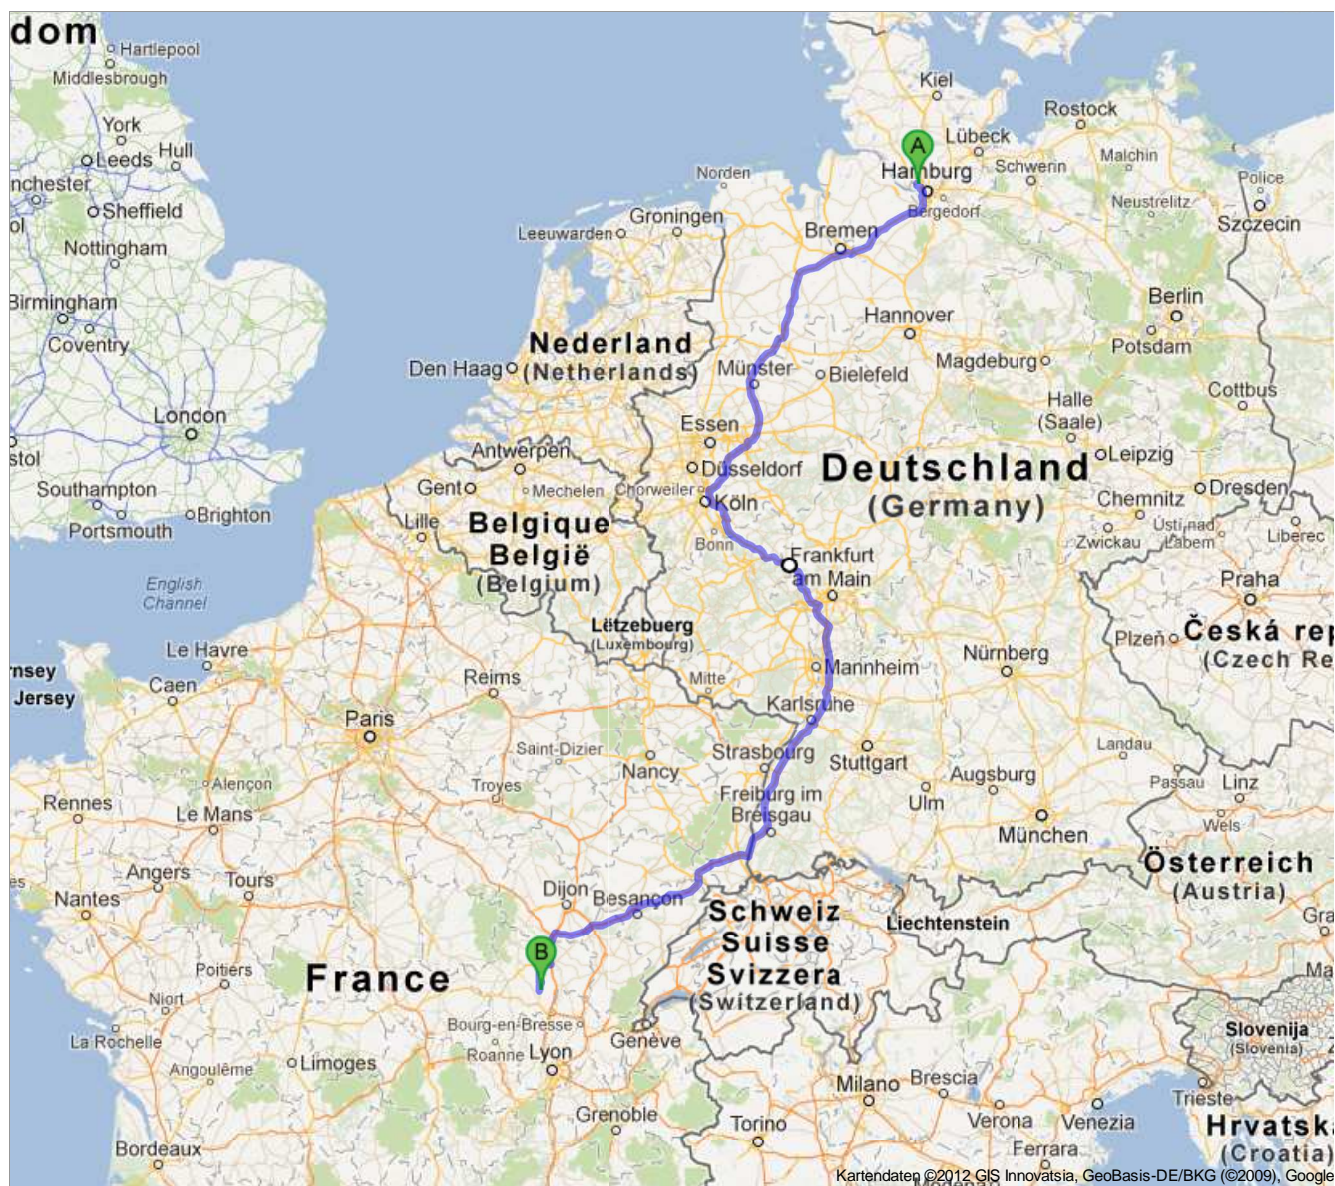 dom
Hartlepool
Middlesbrough
Kiel
Rostock
York
Lübeck
A
Leeds
Hull
Malchin
nchester
Norden
Hamburg
Schwerin
Police
Sheffield
Bergedorf
Neustrelitz
ol
Groningen
Szczecin
Leeuwarden
Bremen
Nottingham
Birmingham
Berlin
Hannover
Coventry
Nederland
(Netherlands)
Potsdam
Den Haag
Münster
Bielefeld
Magdeburg
Cottbus
London
Halle
(Saale)
Essen
stol
Antwerpen
Düsseldorf
Deutschland
(Germany)
Leipzig
Southampton
Gent
Mechelen
Chorweiler
Köln
Chemnitz
Dresden
Portsmouth
Brighton
Lille
Belgique
België
(Belgium)
Bonn
Zwickau
Ústí nad
Labem
Liberec
Frankfurt
am Main
English
Channel
Praha
Lëtzebuerg
(Luxembourg)
Plzeň
Česká rep
(Czech Re
Le Havre
rnsey
Jersey
Caen
Reims
Mitte
Mannheim
Nürnberg
Karlsruhe
Paris
Saint-Dizier
Strasbourg
Landau
Nancy
Stuttgart
Alençon
Troyes
Augsburg
Passau
Linz
Rennes
Le Mans
Freiburg im
Breisgau
Ulm
München
Wels
Österreich
(Austria)
es
Angers
Tours
Nantes
Dijon
Besançon
Schweiz
Suisse
Svizzera
(Switzerland)
Liechtenstein
Gra
B
Poitiers
France
Ma
Niort
La Rochelle
Bourg-en-Bresse
Genève
Slovenija
(Slovenia)
Roanne
Lyon
Limoges
Angoulême
Milano
Brescia
Trieste
Grenoble
Torino
Verona
Venezia
Hrvatska
(Croatia)
Bordeaux
Ferrara
Modena
Kartendaten ©2012 GIS Innovatsia, GeoBasis-DE/BKG (©2009), Google